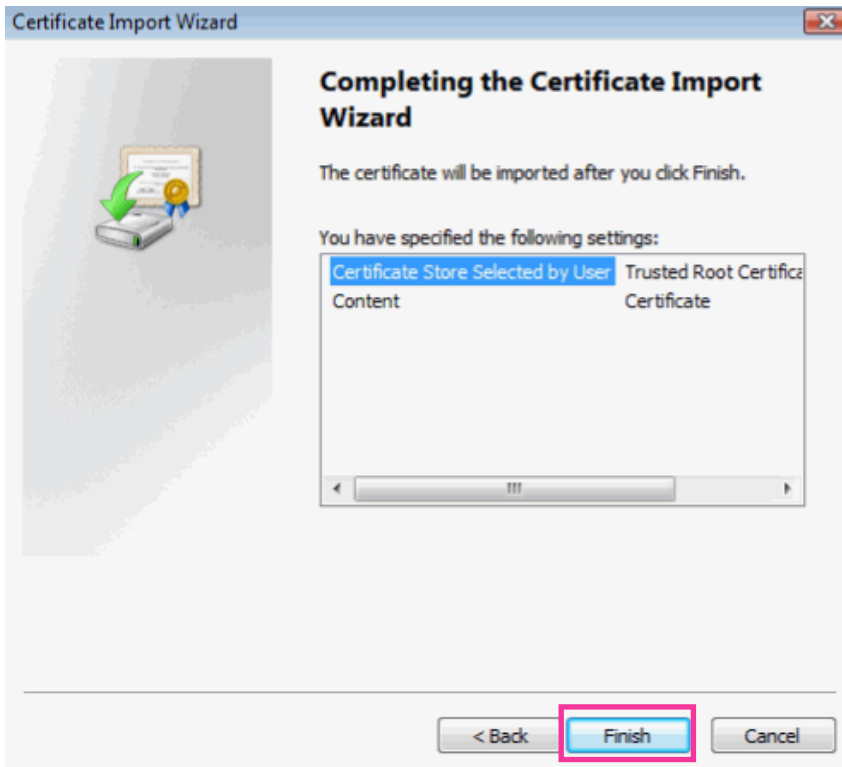 Certificate Import Wizard
Completing the Certificate Import
Wizard
The certificate will be imported after you click Finish.
You have specified the following settings:
Certificate Store Selected by User Trusted Root Certifica
Content Certificate
< Back Finish Cancel